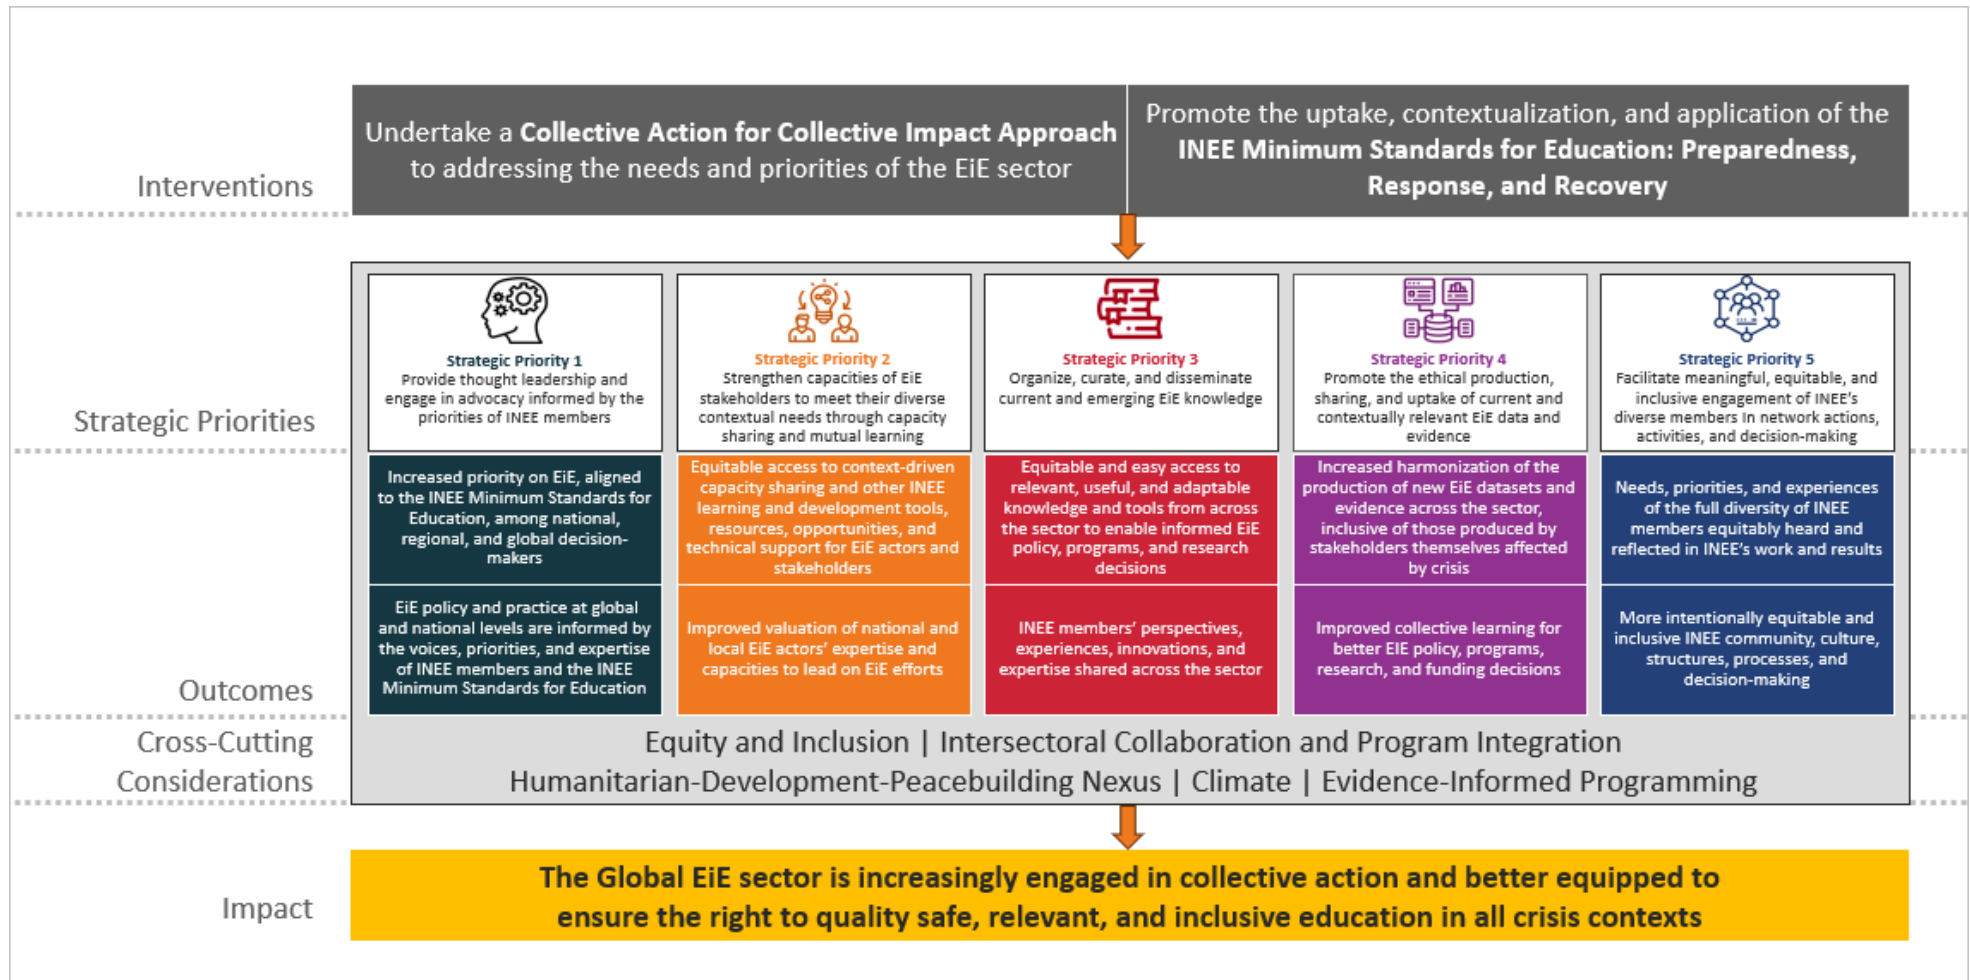 Interventions
Undertake a Collective Action for Collective Impact Approach
to addressing the needs and priorities of the EiE sector
Promote the uptake, contextualization, and application of the
INEE Minimum Standards for Education: Preparedness,
Response, and Recovery
Strategic Priorities
Strategic Priority 1
Provide thought leadership and
engage in advocacy informed by the
priorities of INEE members
Strategic Priority 2
Strengthen capacities of EiE
stakeholders to meet their diverse
contextual needs through capacity
sharing and mutual learning
Strategic Priority 3
Organize, curate, and disseminate
current and emerging EiE knowledge
Strategic Priority 4
Promote the ethical production,
sharing, and uptake of current and
contextually relevant EiE data and
evidence
Strategic Priority 5
Facilitate meaningful, equitable, and
inclusive engagement of INEE's
diverse members In network actions,
activities, and decision-making
Outcomes
Increased priority on EiE, aligned
to the INEE Minimum Standards for
Education, among national,
regional, and global decision-
makers
Equitable access to context-driven
capacity sharing and other INEE
learning and development tools,
resources, opportunities, and
technical support for EiE actors and
stakeholders
Equitable and easy access to
relevant, useful, and adaptable
knowledge and tools from across
the sector to enable informed EiE
policy, programs, and research
decisions
Increased harmonization of the
production of new EiE datasets and
evidence across the sector,
inclusive of those produced by
stakeholders themselves affected
by crisis
Needs, priorities, and experiences
of the full diversity of INEE
members equitably heard and
reflected in INEE's work and results
EiE policy and practice at global
and national levels are informed by
the voices, priorities, and expertise
of INEE members and the INEE
Minimum Standards for Education
Improved valuation of national and
local EiE actors' expertise and
capacities to lead on EiE efforts
INEE members' perspectives,
experiences, innovations, and
expertise shared across the sector
Improved collective learning for
better EIE policy, programs,
research, and funding decisions
More intentionally equitable and
inclusive INEE community, culture,
structures, processes, and
decision-making
Cross-Cutting
Considerations
Equity and Inclusion | Intersectoral Collaboration and Program Integration
Humanitarian-Development-Peacebuilding Nexus | Climate | Evidence-Informed Programming
Impact
The Global EiE sector is increasingly engaged in collective action and better equipped to
ensure the right to quality safe, relevant, and inclusive education in all crisis contexts